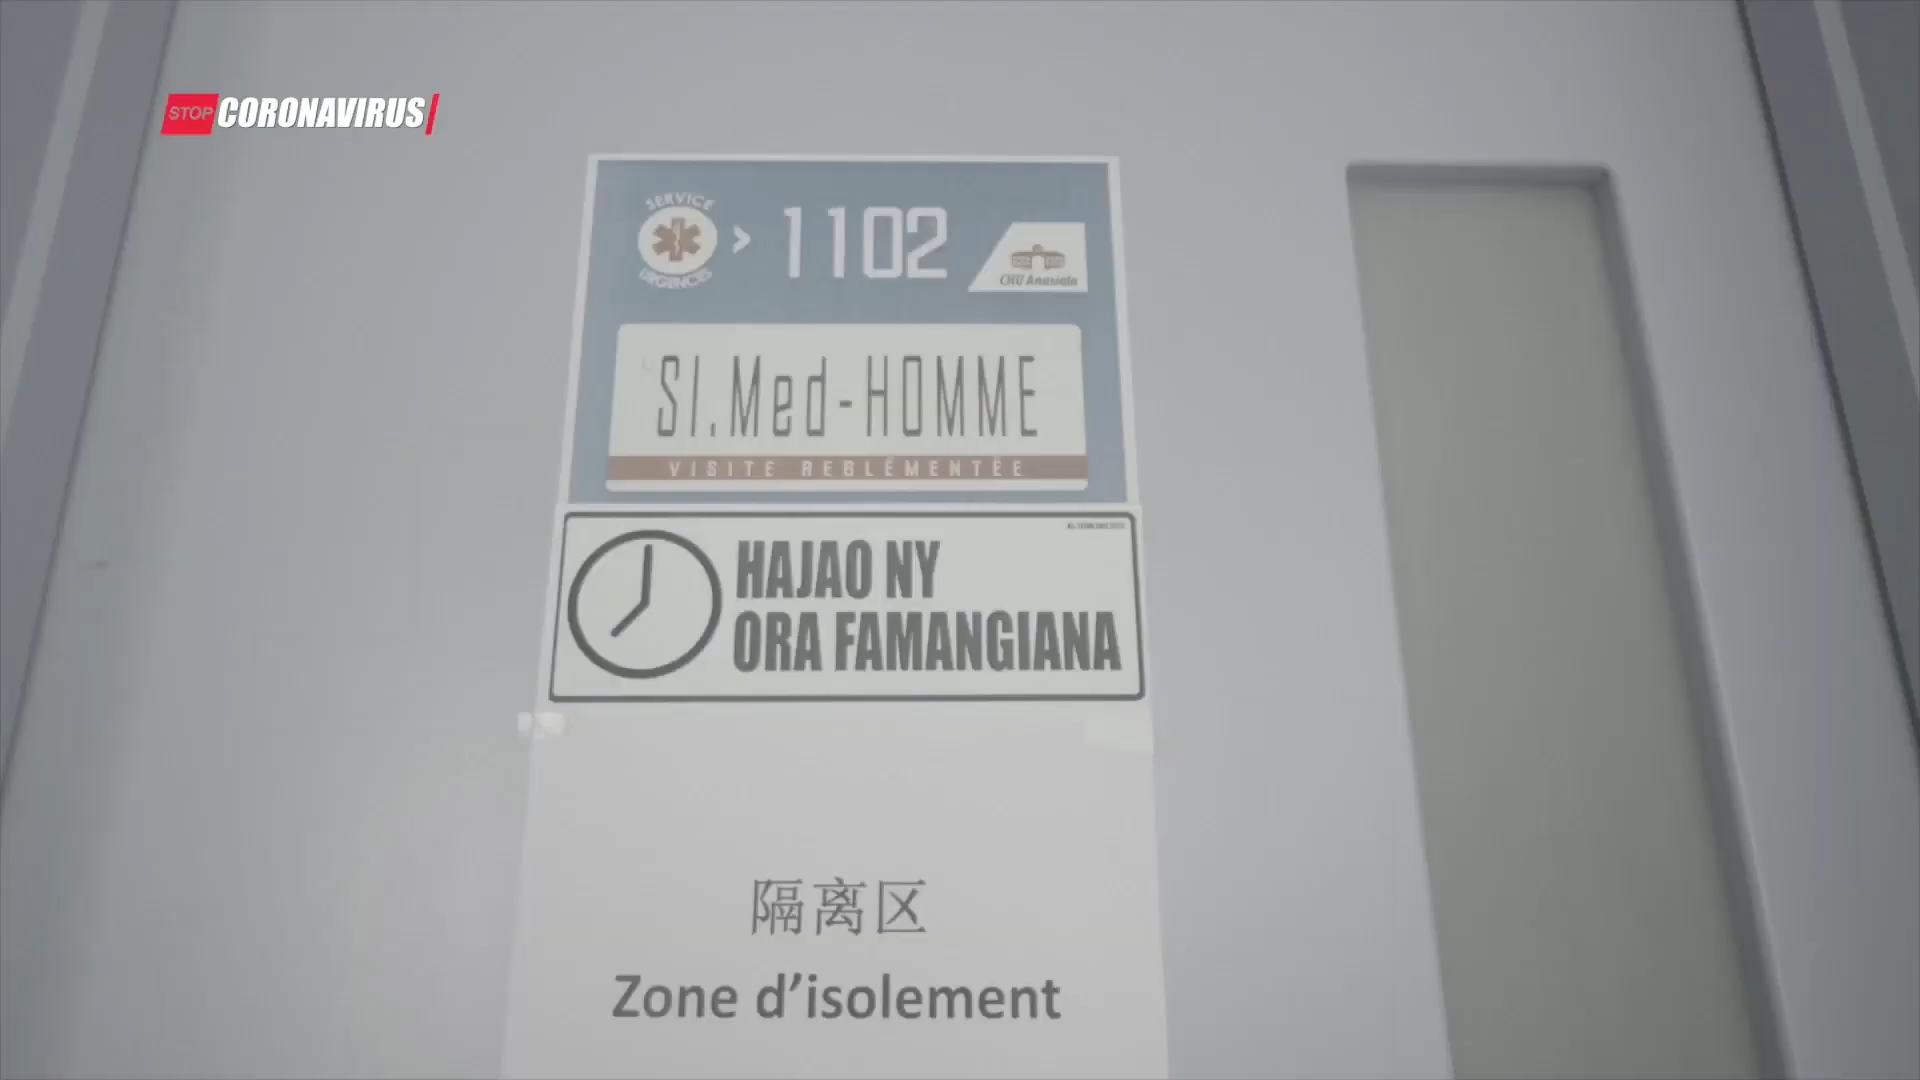 STOP CORONAVIRUS
SERVICE
URGENCES
> 1102
CHU Anosiala
SI.Med-HOMME
VISITE REGLÉMENTÉE
HAJAO NY
ORA FAMANGIANA
隔离区
Zone d’isolement